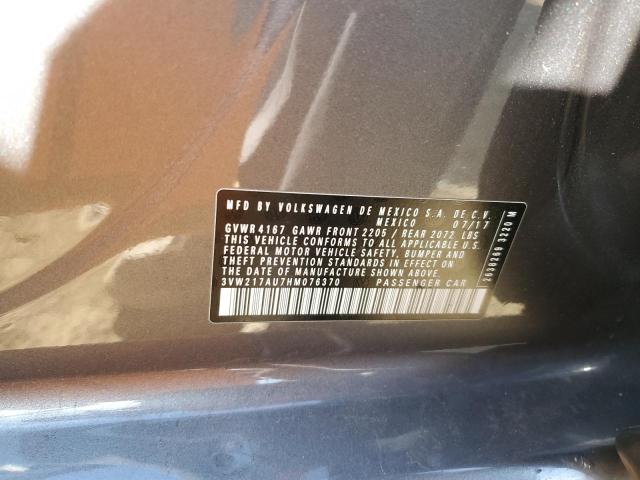 MFD BY VOLKSWAGEN DE MEXICO S.A. DE C.V.
MEXICO 07/17
GVWR 4167 GAWR FRONT 2205 / REAR 2072 LBS
THIS VEHICLE CONFORMS TO ALL APPLICABLE U.S.
FEDERAL MOTOR VEHICLE SAFETY, BUMPER AND
THEFT PREVENTION STANDARDS IN EFFECT ON
THE DATE OF MANUFACTURE SHOWN ABOVE.
3VW217AU7HM076370 PASSENGER CAR